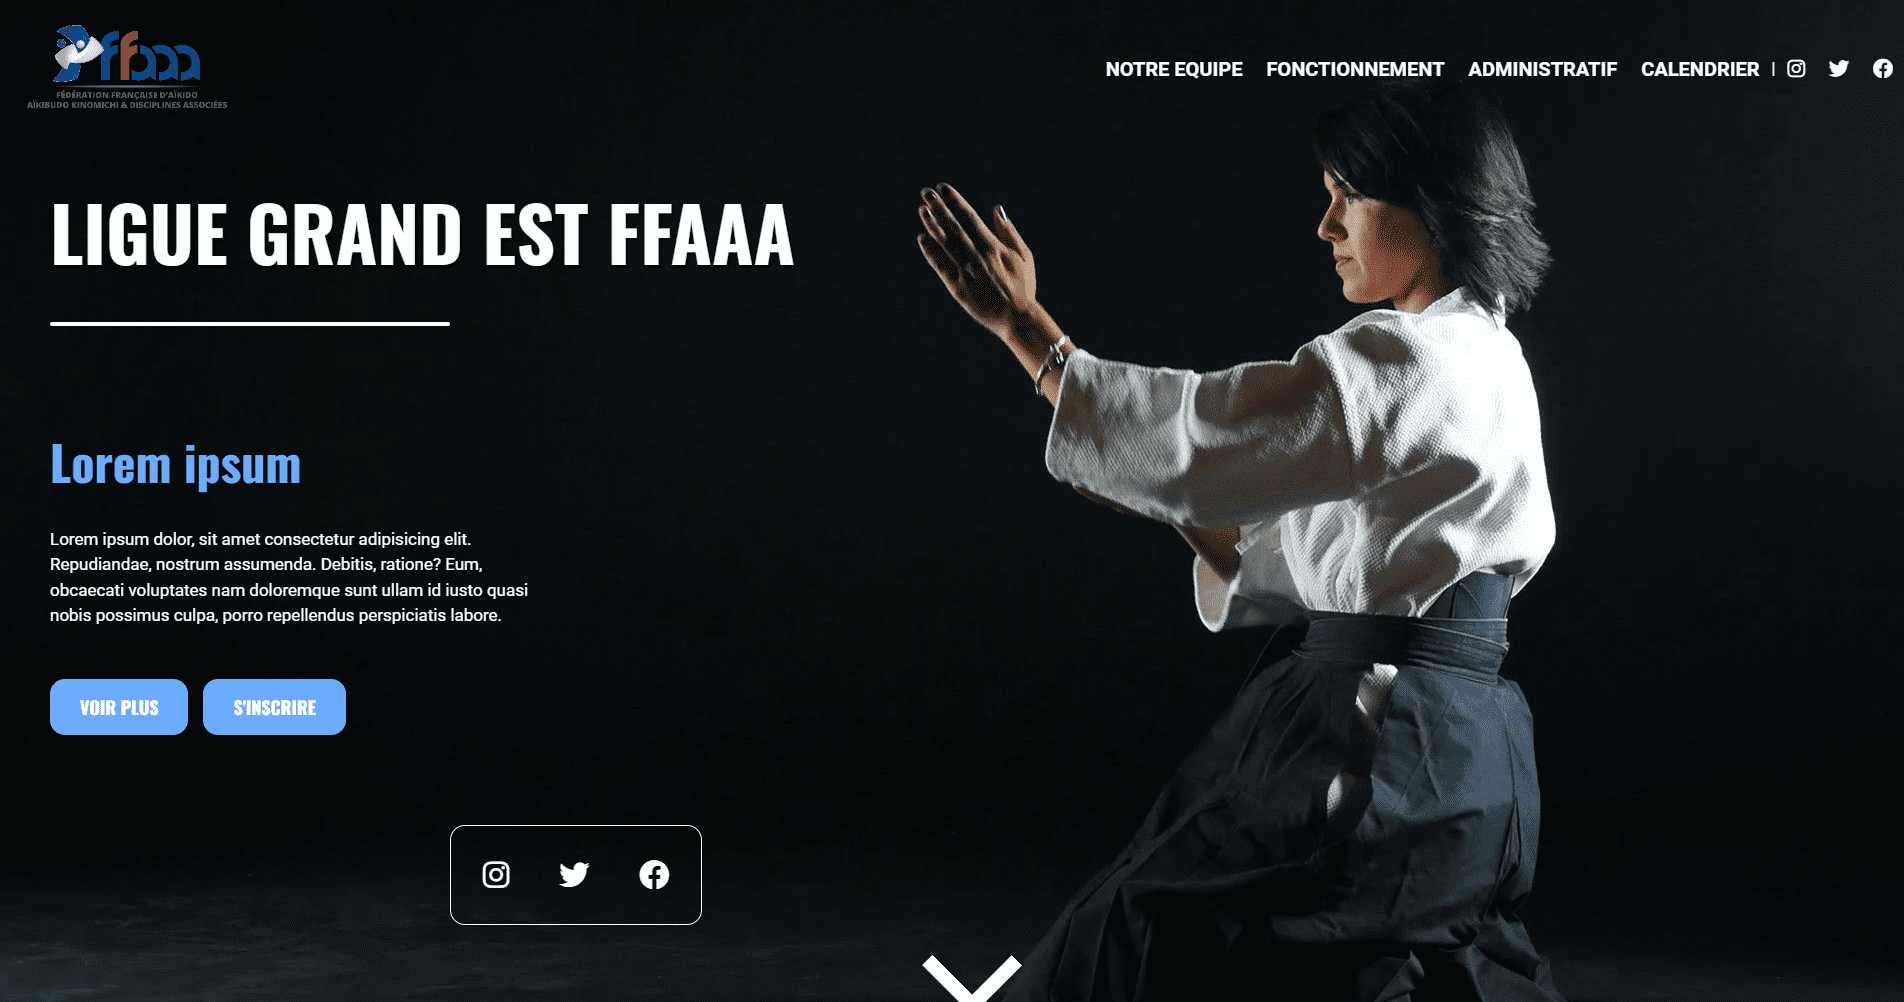 ffaaa
FÉDÉRATION FRANÇAISE D'AÏKIDO
AÏKIBUDO KINOMICHI & DISCIPLINES ASSOCIÉES
NOTRE EQUIPE FONCTIONNEMENT ADMINISTRATIF CALENDRIER |
LIGUE GRAND EST FFAAA
Lorem ipsum
Lorem ipsum dolor, sit amet consectetur adipisicing elit.
Repudiandae, nostrum assumenda. Debitis, ratione? Eum,
obcaecati voluptates nam doloremque sunt ullam id iusto quasi
nobis possimus culpa, porro repellendus perspiciatis labore.
VOIR PLUS S'INSCRIRE